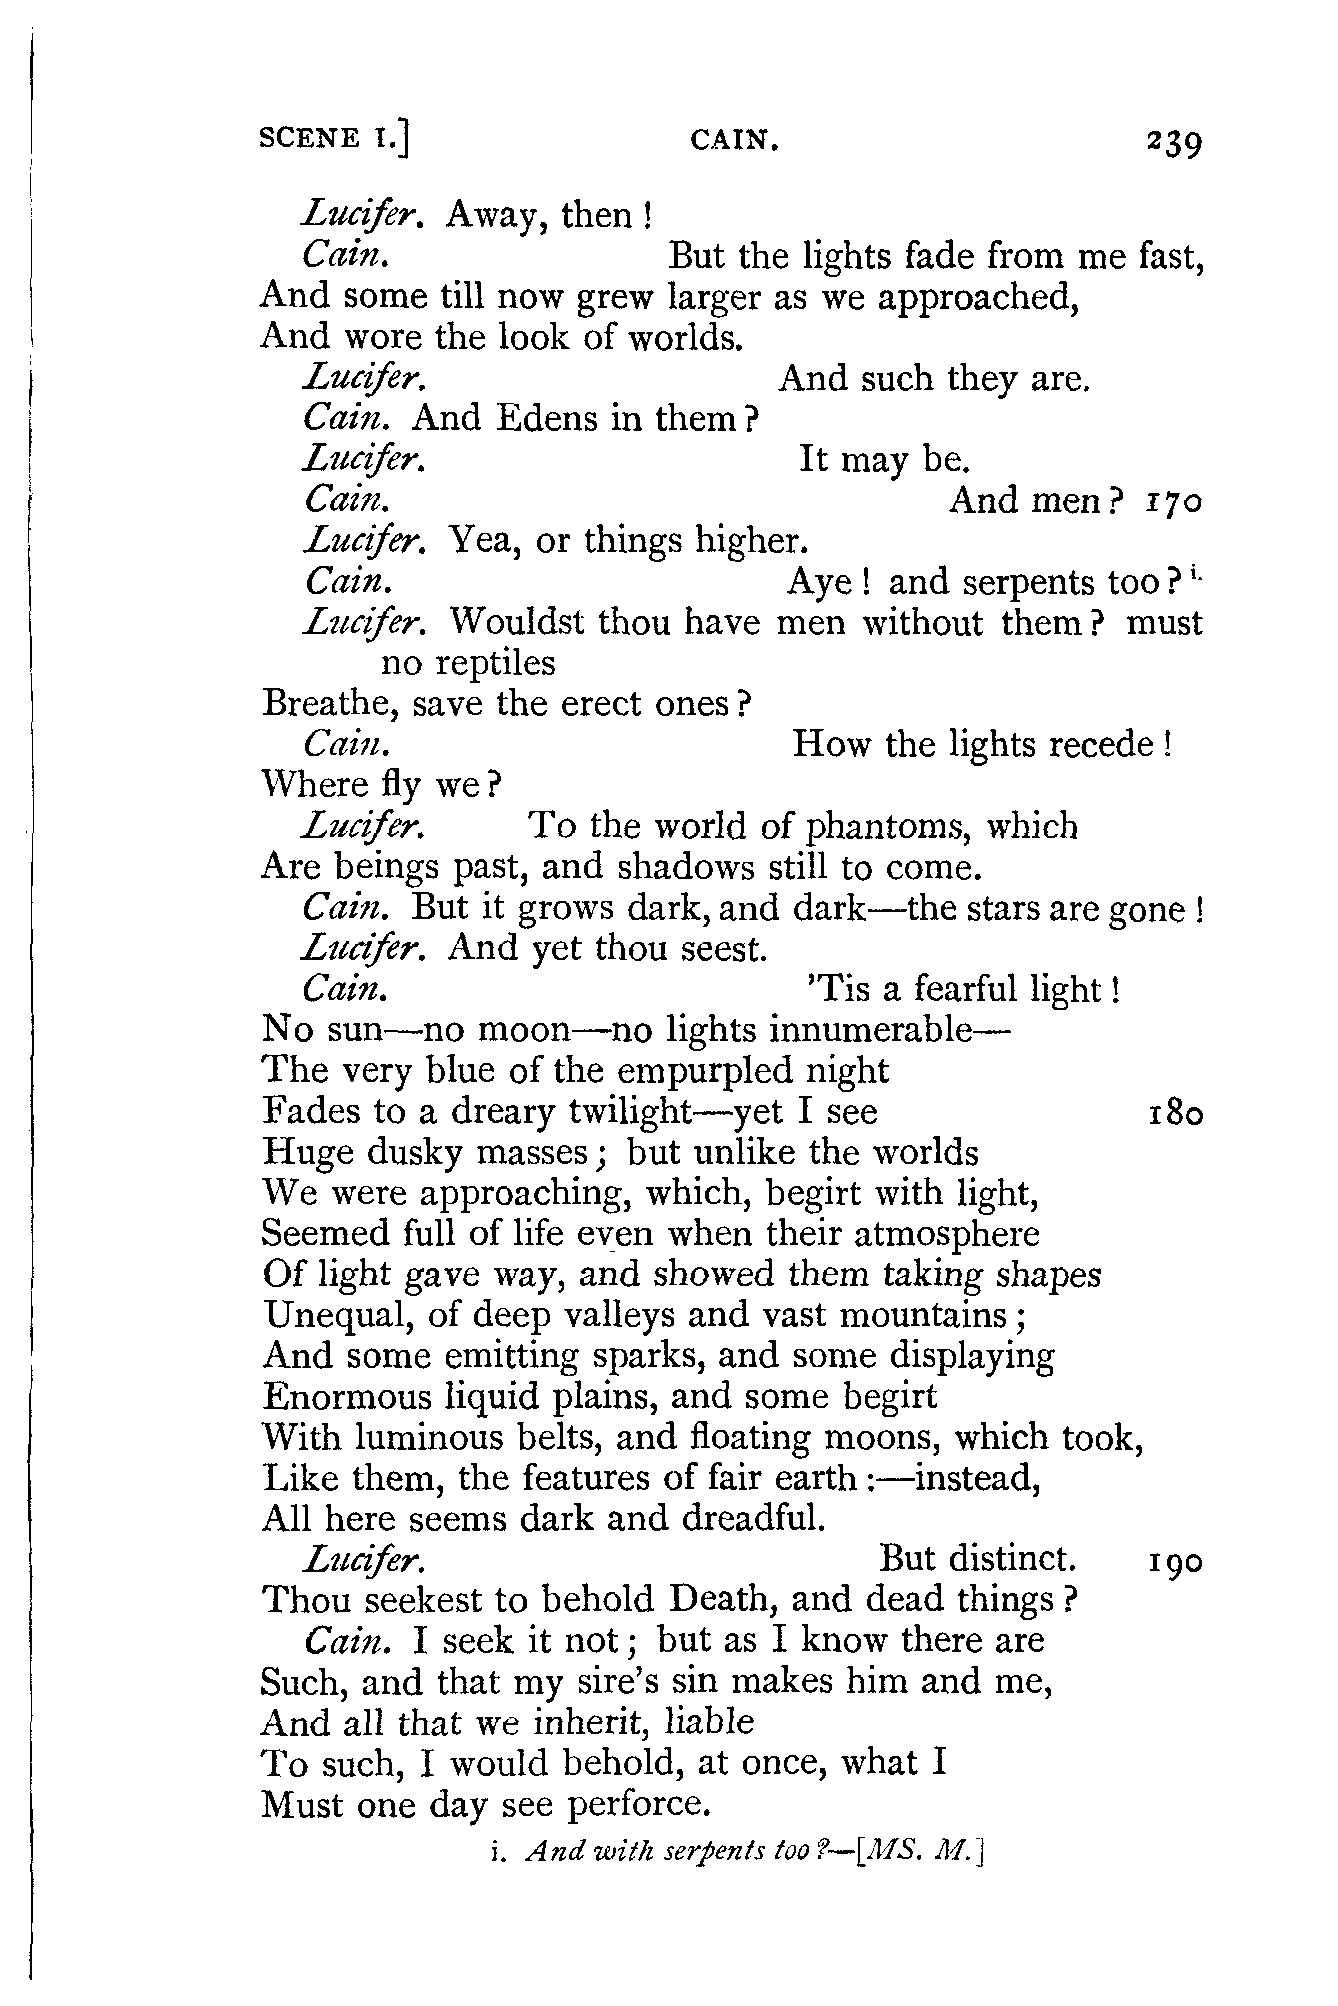 SCENE I.] CAIN. 239
Lucifer. Away, then!
Cain. But the lights fade from me fast,
And some till now grew larger as we approached,
And wore the look of worlds.
Lucifer. And such they are.
Cain. And Edens in them?
Lucifer. It may be.
Cain. And men? 170
Lucifer. Yea, or things higher.
Cain. Aye! and serpents too? i.
Lucifer. Wouldst thou have men without them? must
no reptiles
Breathe, save the erect ones?
Cain. How the lights recede!
Where fly we?
Lucifer. To the world of phantoms, which
Are beings past, and shadows still to come.
Cain. But it grows dark, and dark—the stars are gone!
Lucifer. And yet thou seest.
Cain. 'Tis a fearful light!
No sun—no moon—no lights innumerable—
The very blue of the empurpled night
Fades to a dreary twilight—yet I see 180
Huge dusky masses; but unlike the worlds
We were approaching, which, begirt with light,
Seemed full of life even when their atmosphere
Of light gave way, and showed them taking shapes
Unequal, of deep valleys and vast mountains;
And some emitting sparks, and some displaying
Enormous liquid plains, and some begirt
With luminous belts, and floating moons, which took,
Like them, the features of fair earth:—instead,
All here seems dark and dreadful.
Lucifer. But distinct. 190
Thou seekest to behold Death, and dead things?
Cain. I seek it not; but as I know there are
Such, and that my sire's sin makes him and me,
And all that we inherit, liable
To such, I would behold, at once, what I
Must one day see perforce.
i. And with serpents too?—[MS. M.]